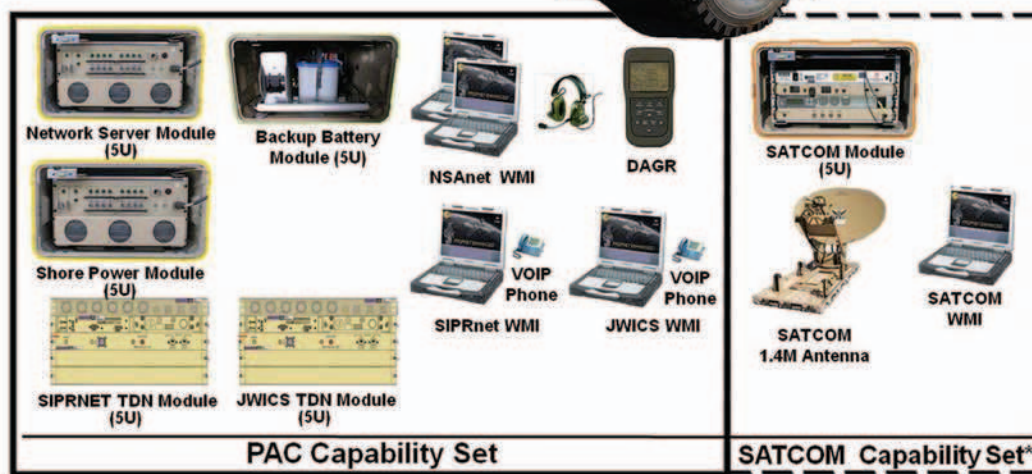 Network Server Module
(5U)
Backup Battery
Module (5U)
NSAnet WMI
DAGR
Shore Power Module
(5U)
VOIP
Phone
SIPRnet WMI
VOIP
Phone
JWICS WMI
SIPRNET TDN Module
(5U)
JWICS TDN Module
(5U)
PAC Capability Set
SATCOM Module
(5U)
SATCOM
1.4M Antenna
SATCOM
WMI
SATCOM Capability Set*